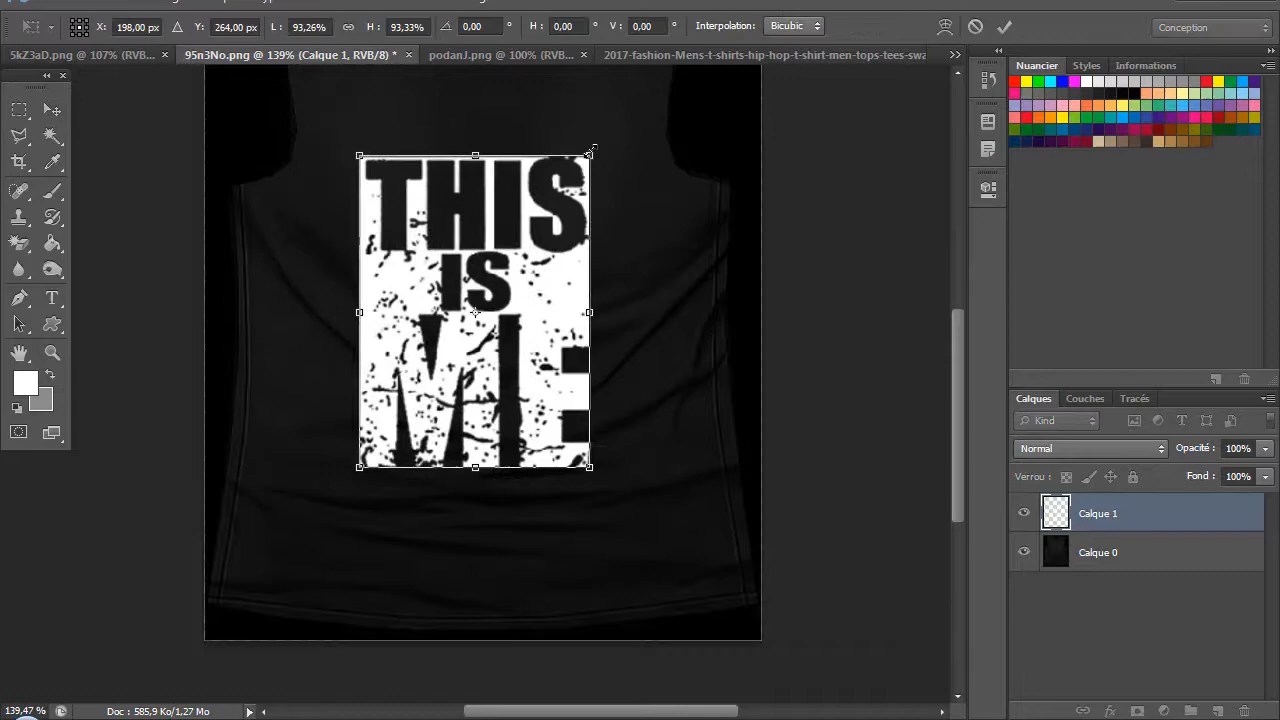 X: 198,00 px Y: 264,00 px L: 93,26% H: 93,33% 0,00 ° H: 0,00 ° V: 0,00 ° Interpolation: Bicubic Conception
5kZ3aD.png @ 107% (RVB/8... × 95n3No.png @ 139% (Calque 1, RVB/8) * × podanJ.png @ 100% (RVB/8... × 2017-fashion-Mens-t-shirts-hip-hop-t-shirt-men-tops-tees-swa
Nuancier Styles Informations
THIS
IS
ME
T
Calques Couches Tracés
Kind T
Normal Opacité : 100%
Verrou : Fond : 100%
Calque 1
Calque 0
fx
139,47 % Doc : 585,9 Ko/1,27 Mo